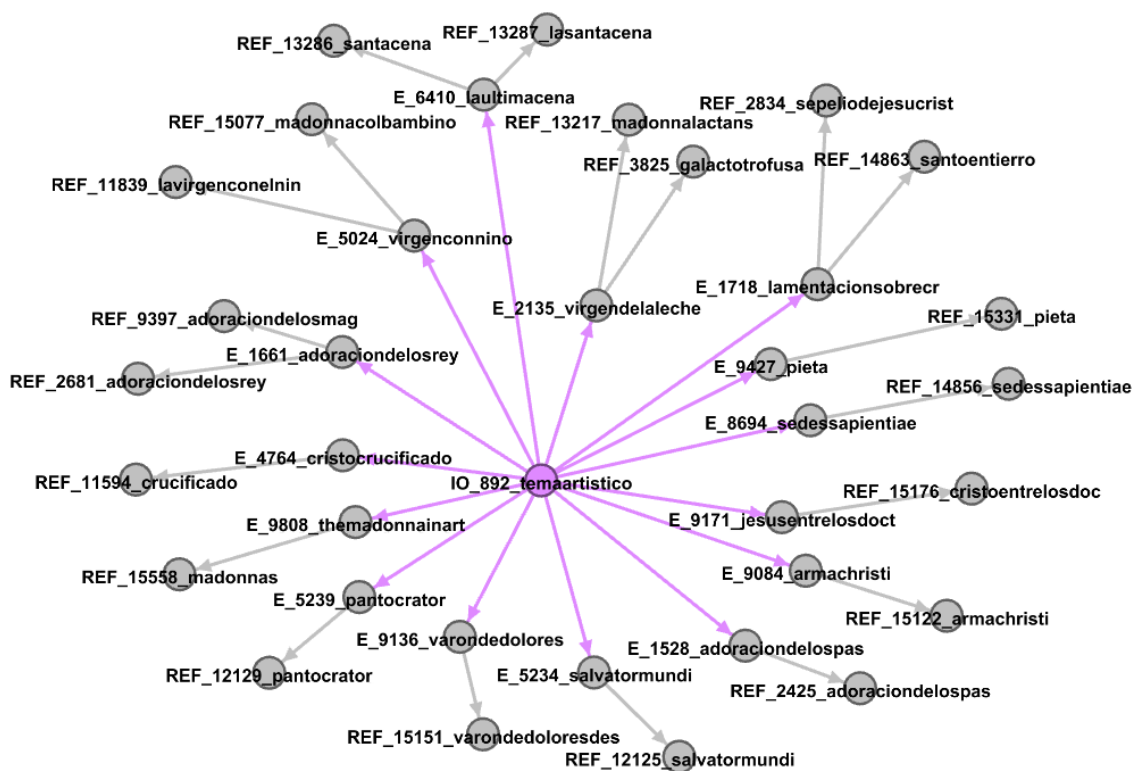 REF_13287_lasantacena
REF_13286_santacena
E_6410_laultimacena
REF_2834_sepeliodejesucrist
REF_15077_madonnacolbambino
REF_13217_madonnalactans
REF_3825_galactotrofusa
REF_14863_santoentierro
REF_11839_lavirgenconelnin
E_5024_virgenconnino
E_1718_lamentacionsobrecr
E_2135_virgendelaleche
REF_9397_adoraciondelosmag
REF_15331_pieta
E_1661_adoraciondelosrey
E_9427_pieta
REF_2681_adoraciondelosrey
REF_14856_sedessapientiae
E_8694_sedessapientiae
E_4764_cristocrucificado
REF_11594_crucificado
IO_892_temaartistico
REF_15176_cristoentrelosdoc
E_9171_jesusentrelosdoct
E_9808_themadonnainart
REF_15558_madonnas
E_9084_armachristi
E_5239_pantocrator
REF_15122_armachristi
E_9136_varondedolores
E_1528_adoraciondelospas
REF_12129_pantocrator
E_5234_salvatormundi
REF_2425_adoraciondelospas
REF_15151_varondedoloresdes
REF_12125_salvatormundi